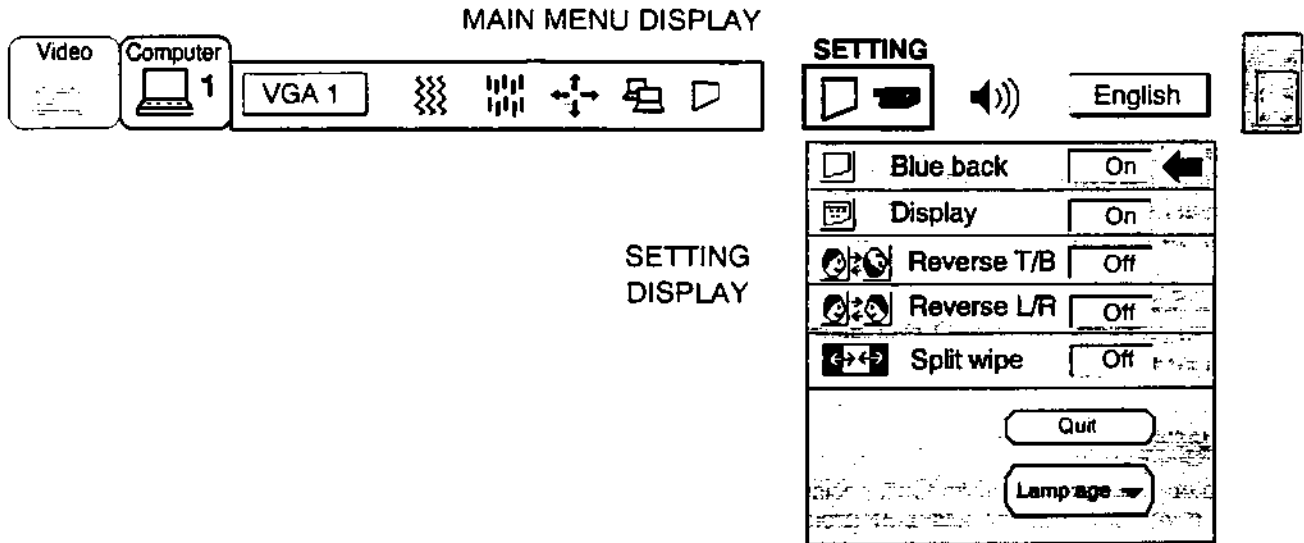 MAIN MENU DISPLAY
Video
Computer
1
VGA 1
SETTING
English
Blue back On
Display On
Reverse T/B Off
Reverse L/R Off
Split wipe Off
SETTING
DISPLAY
Quit
Lamp age